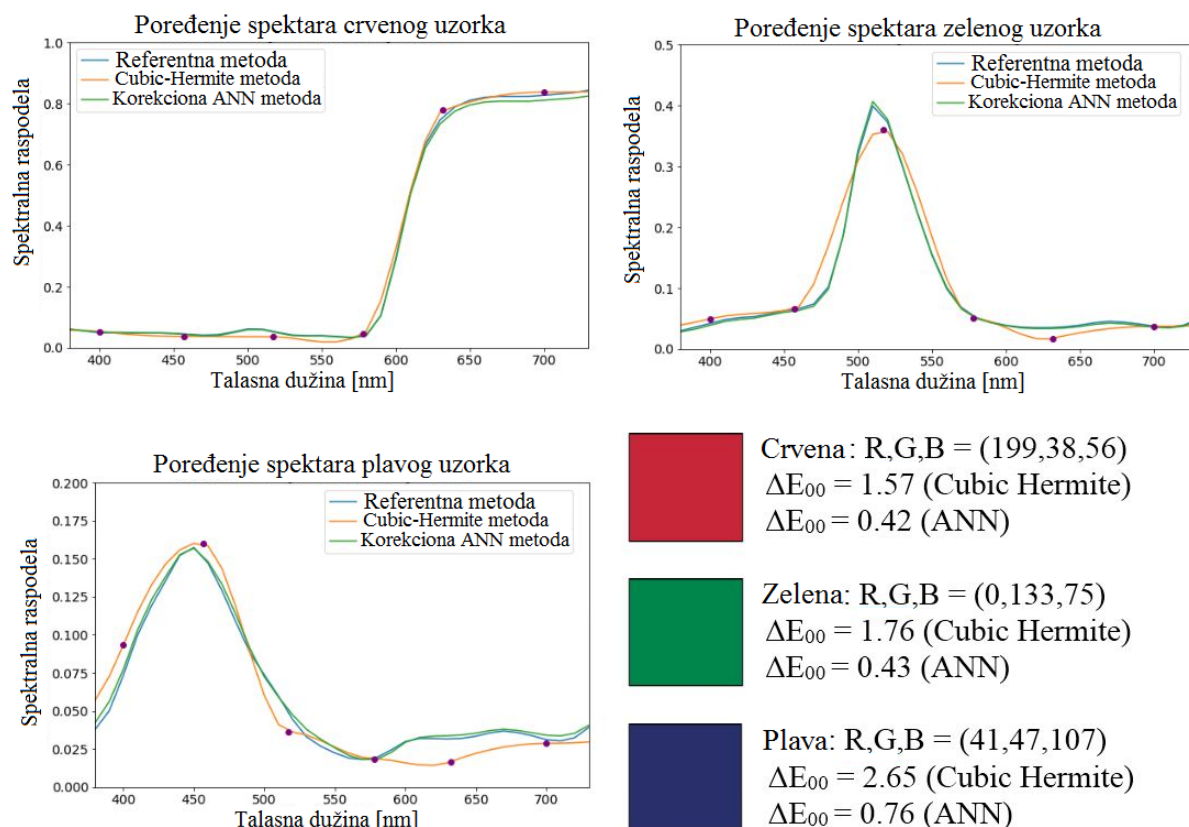 Poređenje spektara crvenog uzorka
1.0
0.8
0.6
0.4
0.2
0.0
Spektralna raspodela
Referentna metoda
Cubic-Hermite metoda
Korekciona ANN metoda
400 450 500 550 600 650 700
Talasna dužina [nm]
Poređenje spektara zelenog uzorka
0.5
0.4
0.3
0.2
0.1
0.0
Spektralna raspodela
Referentna metoda
Cubic-Hermite metoda
Korekciona ANN metoda
400 450 500 550 600 650 700
Talasna dužina [nm]
Poređenje spektara plavog uzorka
0.200
0.175
0.150
0.125
0.100
0.075
0.050
0.025
0.000
Spektralna raspodela
Referentna metoda
Cubic-Hermite metoda
Korekciona ANN metoda
400 450 500 550 600 650 700
Talasna dužina [nm]
Crvena: R,G,B = (199,38,56)
ΔE₀₀ = 1.57 (Cubic Hermite)
ΔE₀₀ = 0.42 (ANN)
Zelena: R,G,B = (0,133,75)
ΔE₀₀ = 1.76 (Cubic Hermite)
ΔE₀₀ = 0.43 (ANN)
Plava: R,G,B = (41,47,107)
ΔE₀₀ = 2.65 (Cubic Hermite)
ΔE₀₀ = 0.76 (ANN)